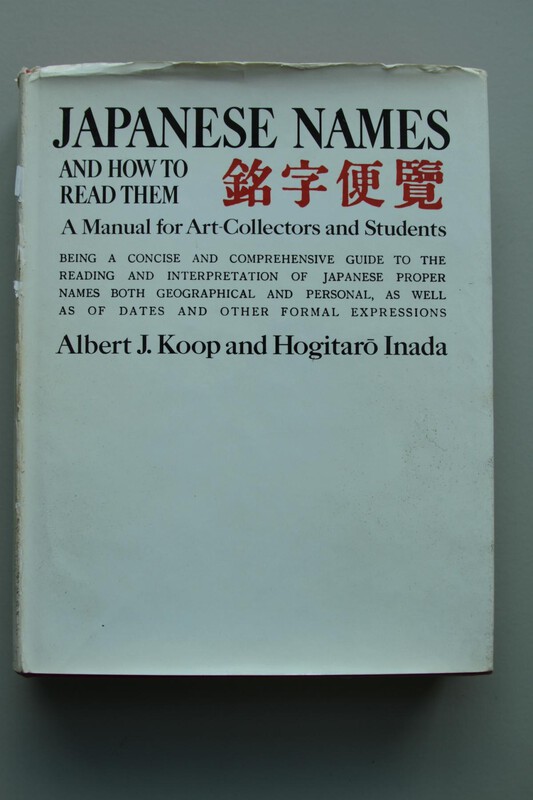 JAPANESE NAMES
AND HOW TO
READ THEM
銘字便覽
A Manual for Art-Collectors and Students
BEING A CONCISE AND COMPREHENSIVE GUIDE TO THE
READING AND INTERPRETATION OF JAPANESE PROPER
NAMES BOTH GEOGRAPHICAL AND PERSONAL, AS WELL
AS OF DATES AND OTHER FORMAL EXPRESSIONS
Albert J. Koop and Hogitarō Inada